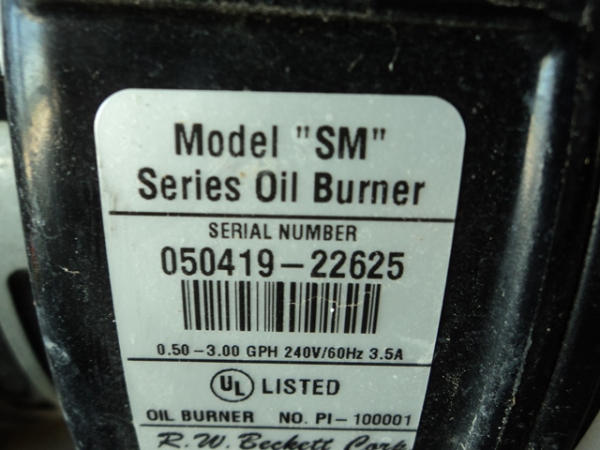 Model "SM"
Series Oil Burner
SERIAL NUMBER
050419-22625
0.50-3.00 GPH 240V/60Hz 3.5A
UL LISTED
OIL BURNER NO. PI-100001
R.W. Beckett Corp